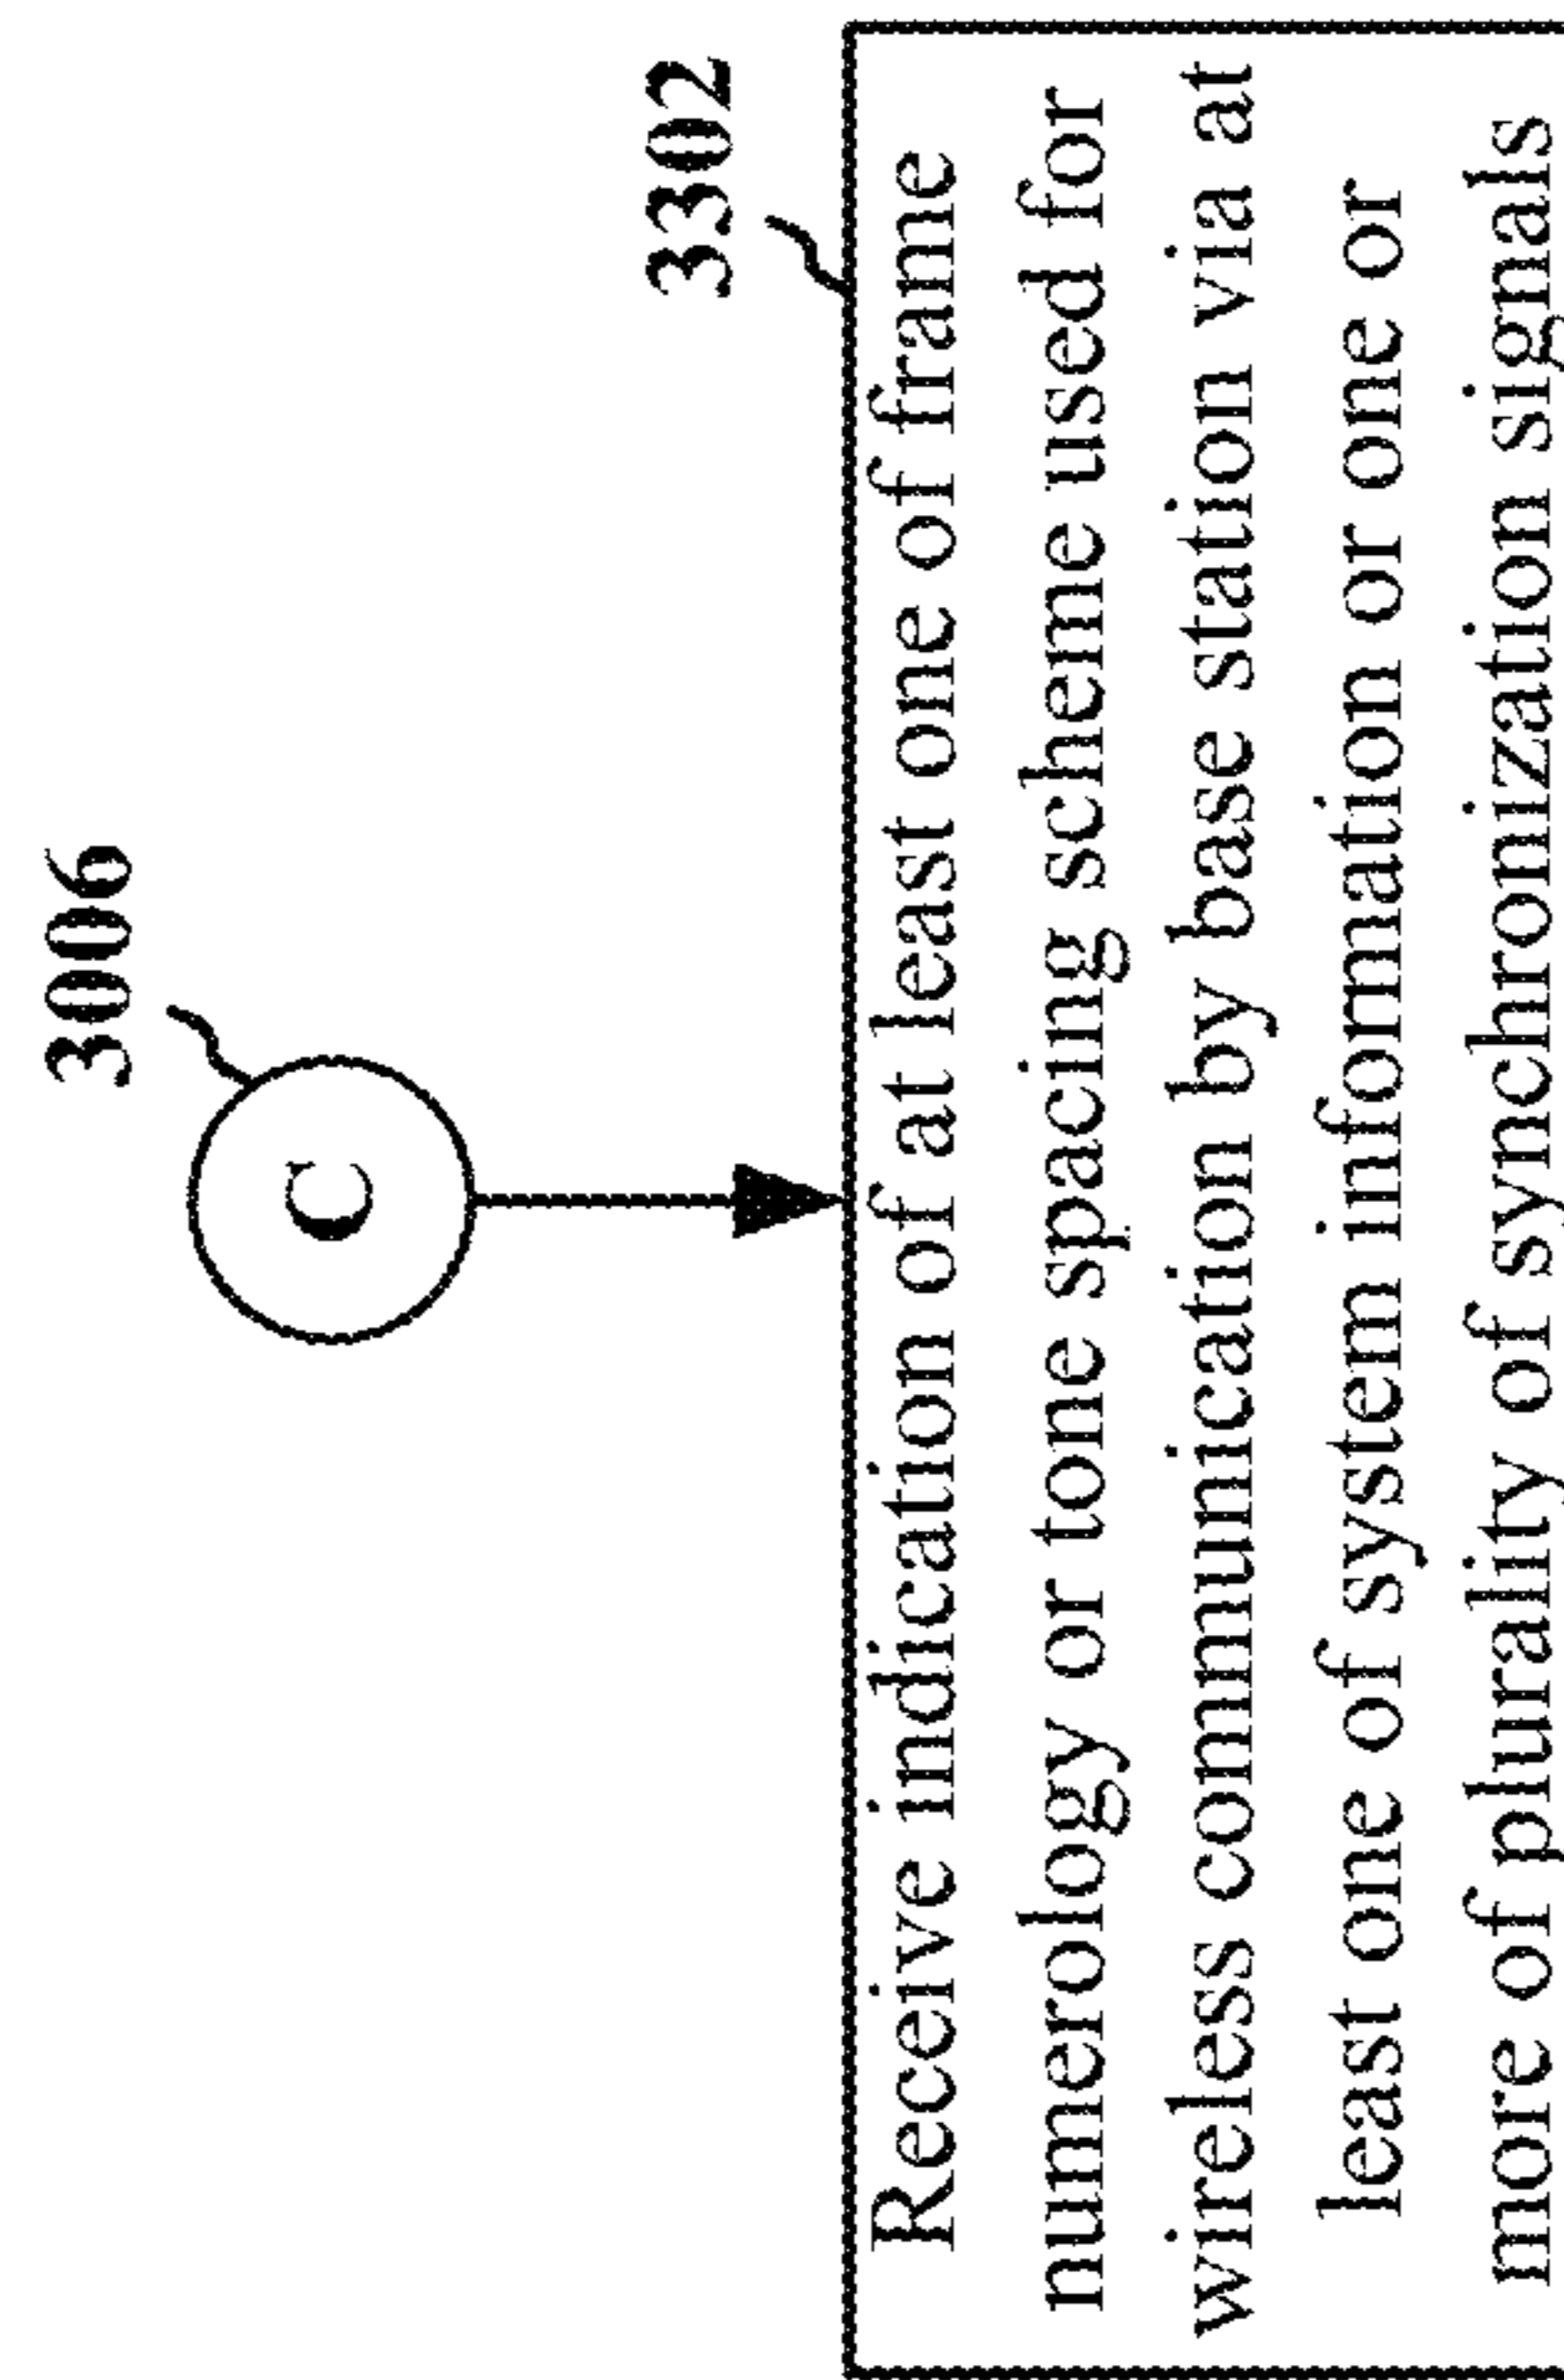 3006
C
3302
Receive indication of at least one of frame
numerology or tone spacing scheme used for
wireless communication by base station via at
least one of system information or one or
more of plurality of synchronization signals